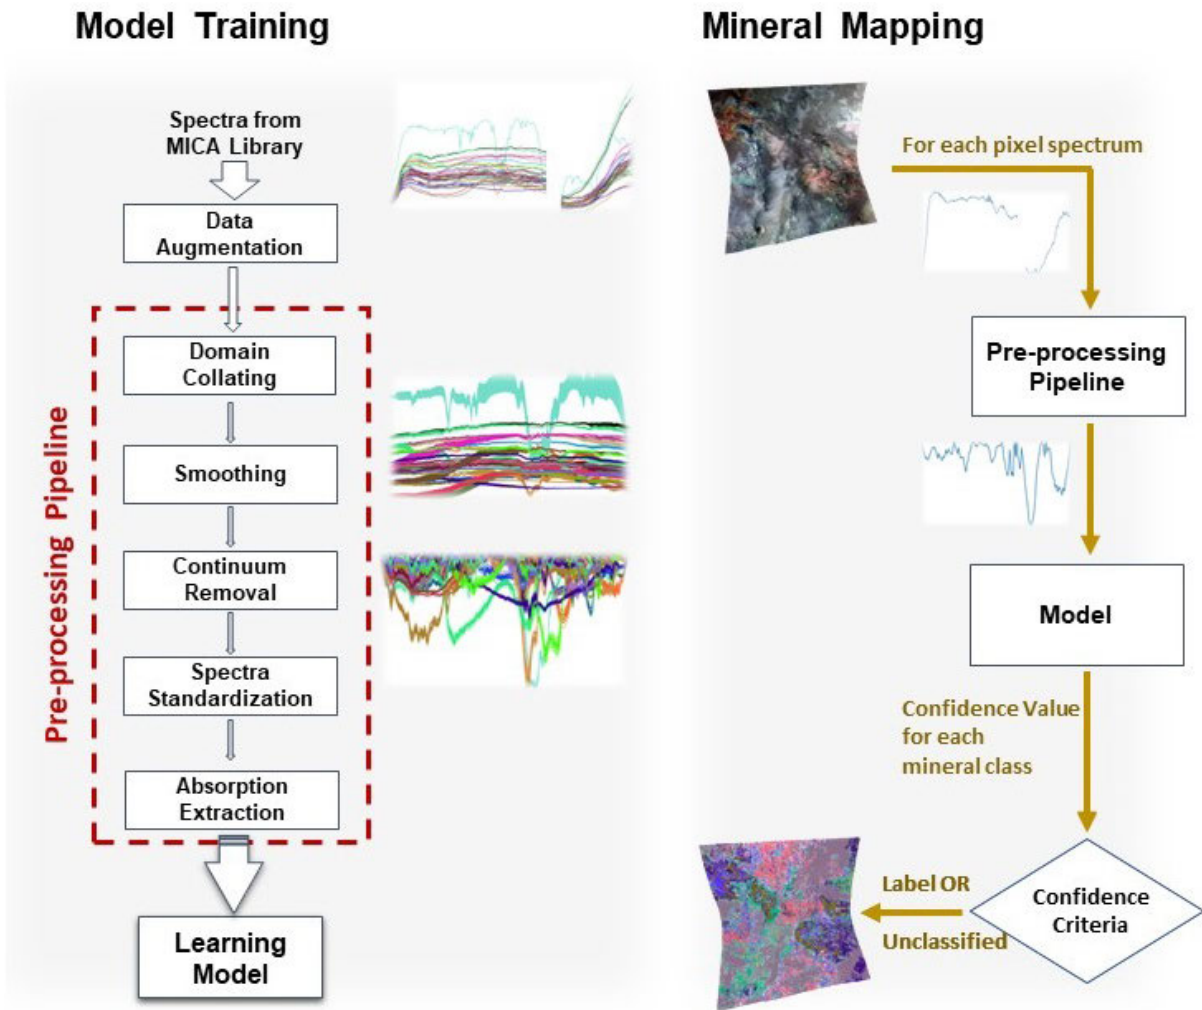 Model Training
Spectra from
MICA Library
Data
Augmentation
Pre-processing Pipeline
Domain
Collating
Smoothing
Continuum
Removal
Spectra
Standardization
Absorption
Extraction
Learning
Model
Mineral Mapping
For each pixel spectrum
Pre-processing
Pipeline
Model
Confidence Value
for each
mineral class
Confidence
Criteria
Label OR
Unclassified